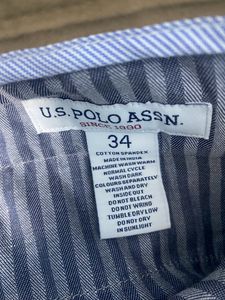 U.S. POLO ASSN.
SINCE 1890
34
COTTON SPANDEX
MADE IN INDIA
MACHINE WASH WARM
NORMAL CYCLE
WASH DARK
COLOURS SEPARATELY
WASH AND DRY
INSIDE OUT
DO NOT BLEACH
DO NOT WRING
TUMBLE DRY LOW
DO NOT DRY
IN SUNLIGHT